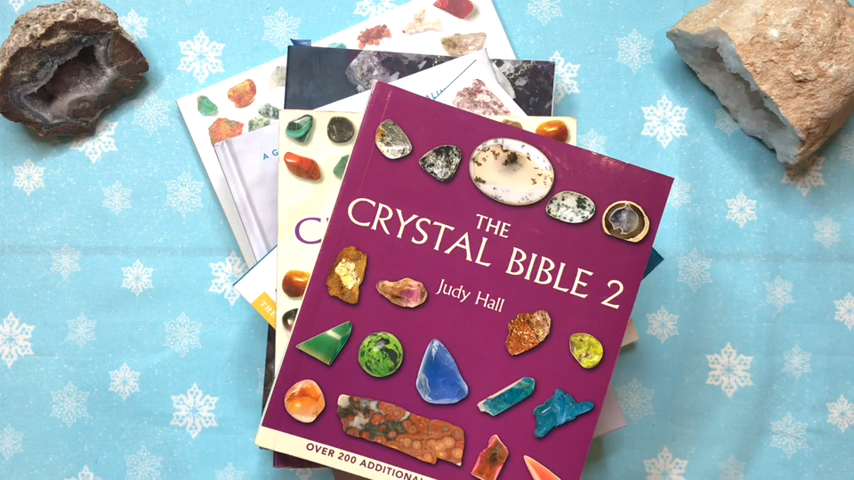 THE
CRYSTAL BIBLE 2
Judy Hall
OVER 200 ADDITIONAL
A G
C